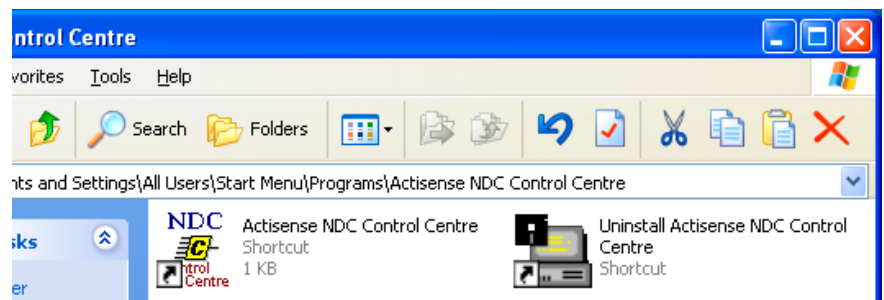 ntrol Centre
vorites Tools Help
Search Folders
nts and Settings\All Users\Start Menu\Programs\Actisense NDC Control Centre
sks
er
NDC
C
ntrol
Centre
Actisense NDC Control Centre
Shortcut
1 KB
Uninstall Actisense NDC Control
Centre
Shortcut